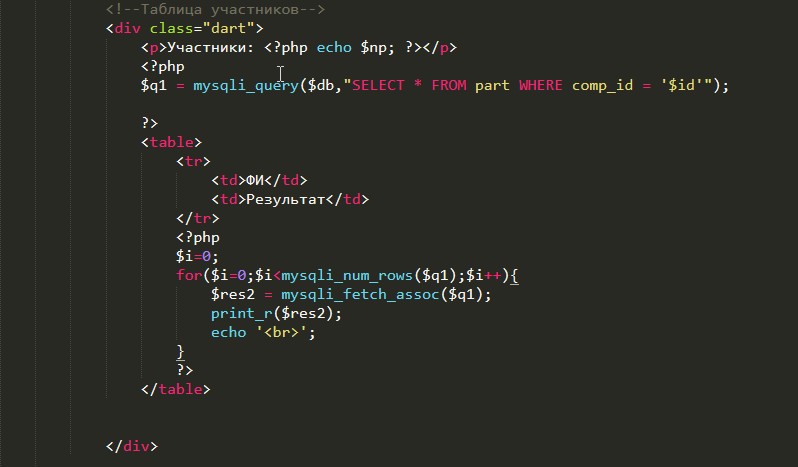 <!--Таблица участников-->
<div class="dart">
<p>Участники: <?php echo $np; ?></p>
<?php
$q1 = mysqli_query($db,"SELECT * FROM part WHERE comp_id = '$id'");
?>
<table>
<tr>
<td>ФИ</td>
<td>Результат</td>
</tr>
<?php
$i=0;
for($i=0;$i<mysqli_num_rows($q1);$i++){
$res2 = mysqli_fetch_assoc($q1);
print_r($res2);
echo '<br>';
}
?>
</table>
</div>